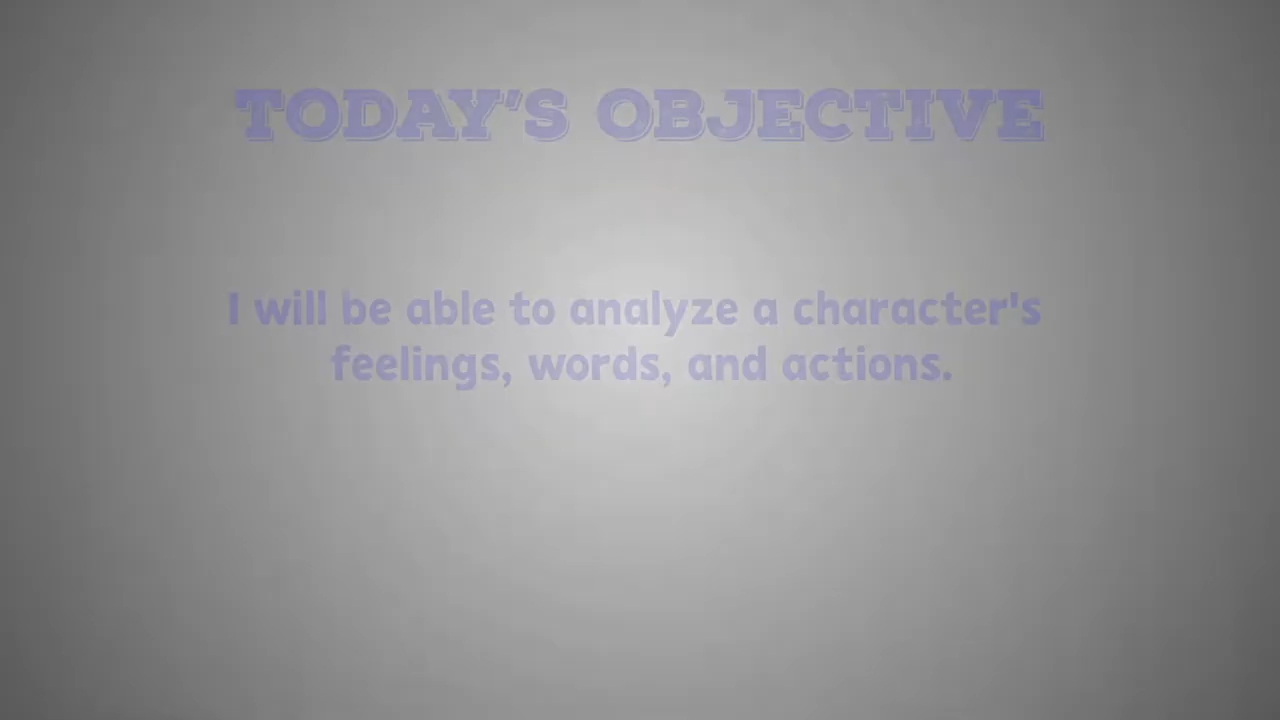 TODAY'S OBJECTIVE
I will be able to analyze a character's
feelings, words, and actions.